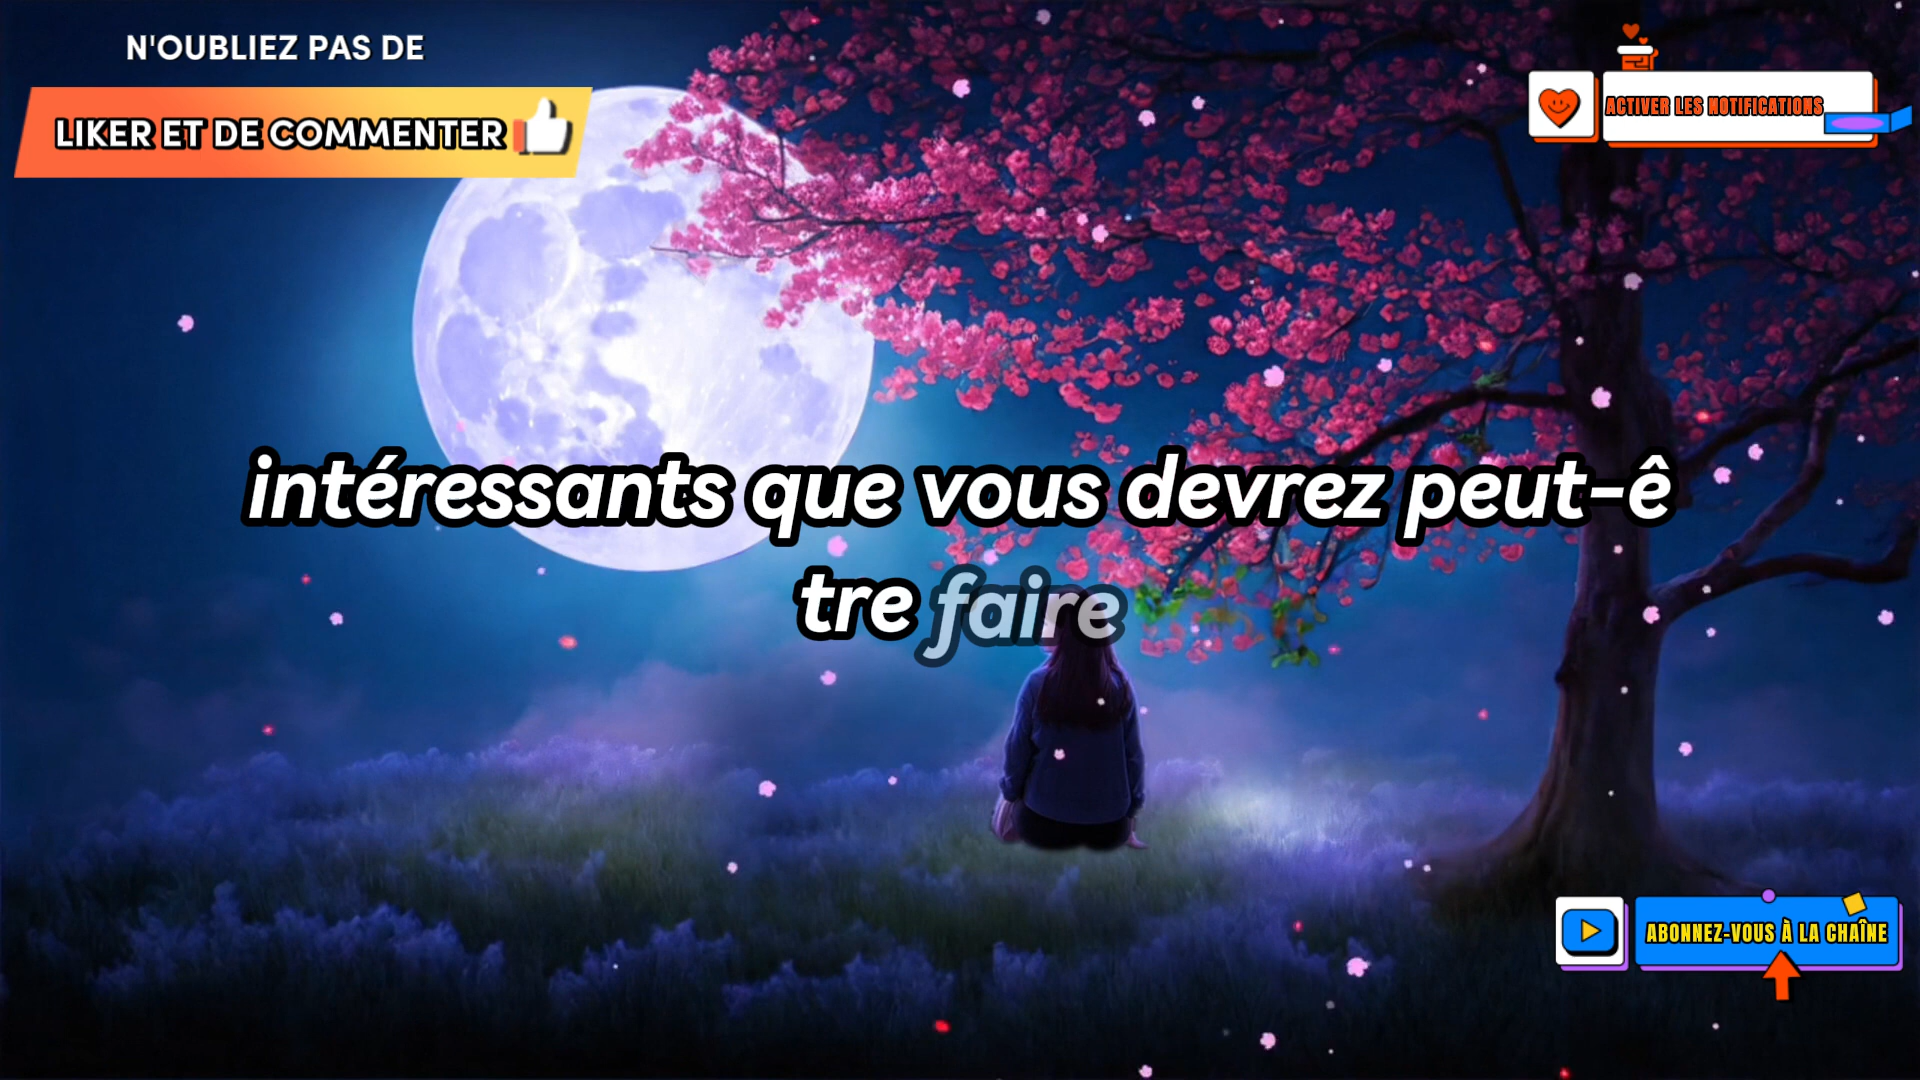 N'OUBLIEZ PAS DE
LIKER ET DE COMMENTER
ACTIVER LES NOTIFICATIONS
intéressants que vous devrez peut-ê
tre faire
ABONNEZ-VOUS À LA CHAÎNE